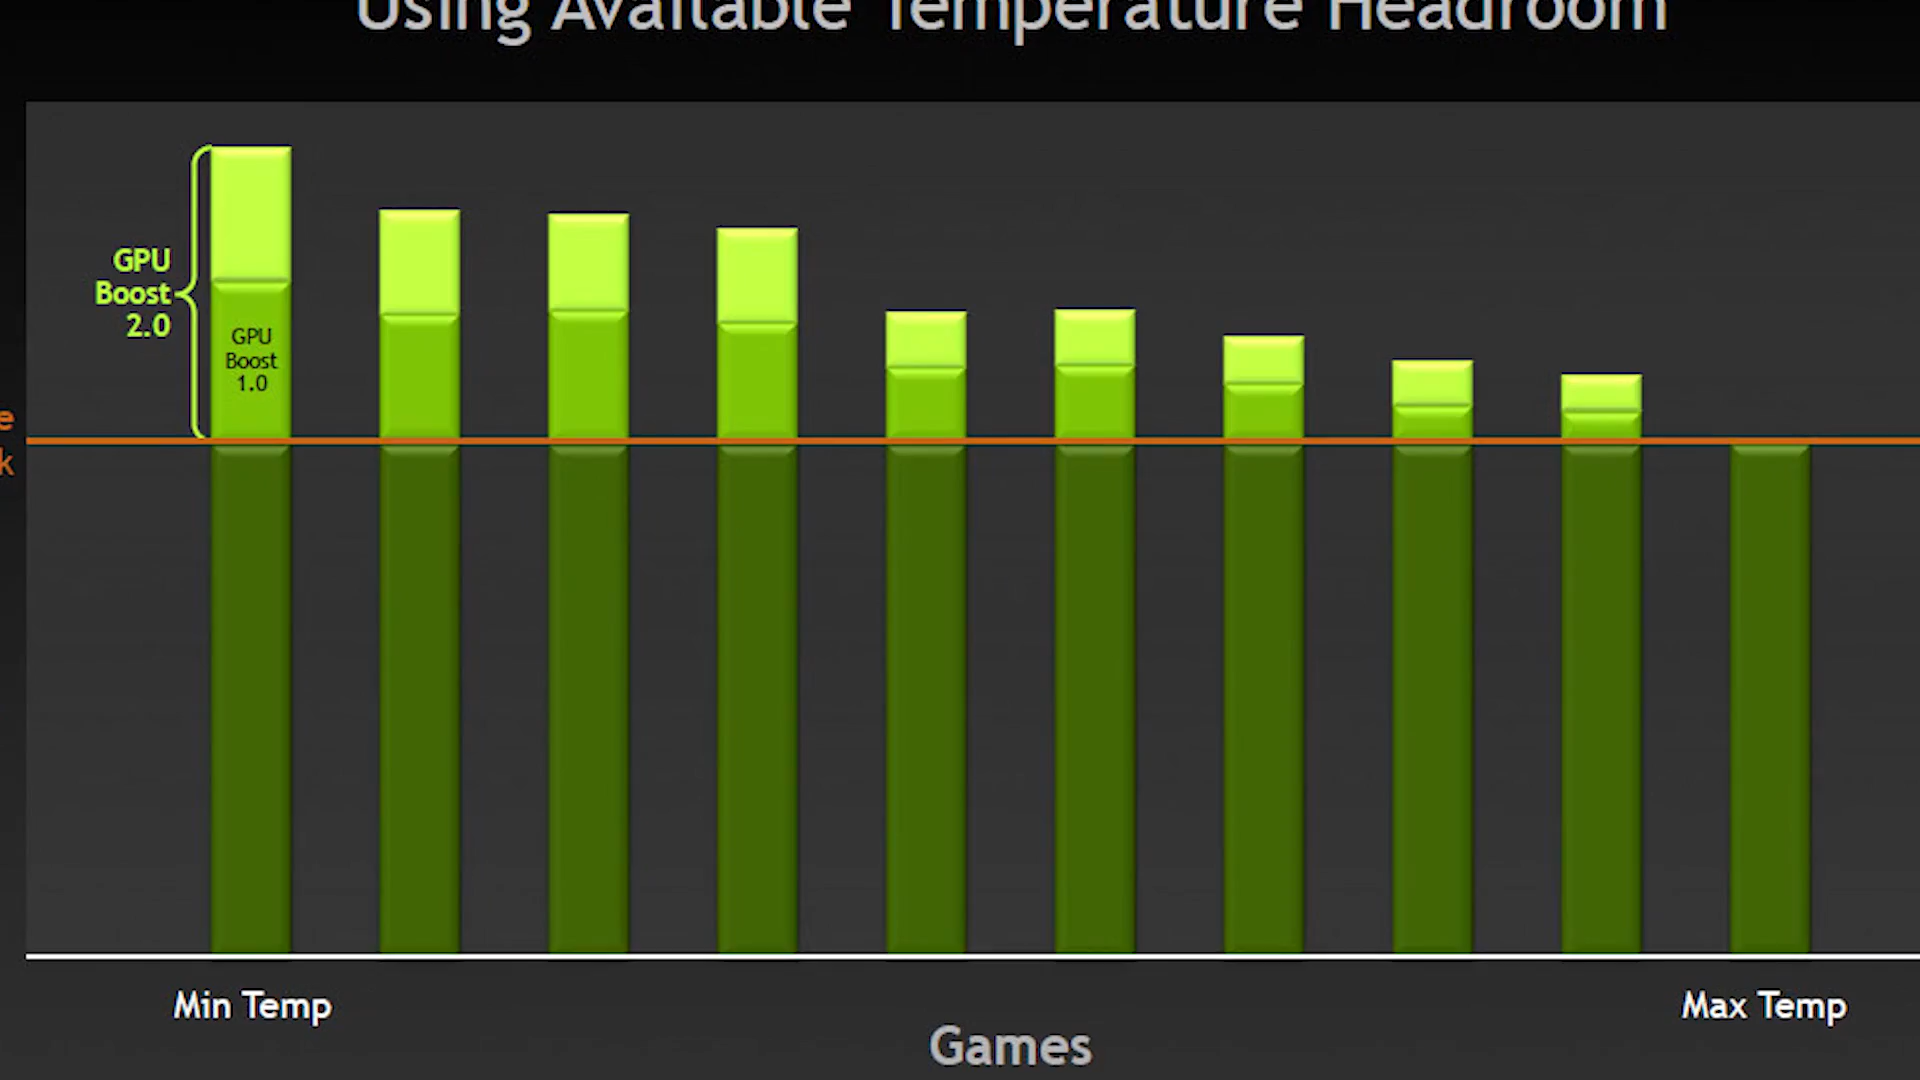 Using Available Temperature Headroom
GPU
Boost
2.0
GPU
Boost
1.0
e
k
Min Temp
Max Temp
Games